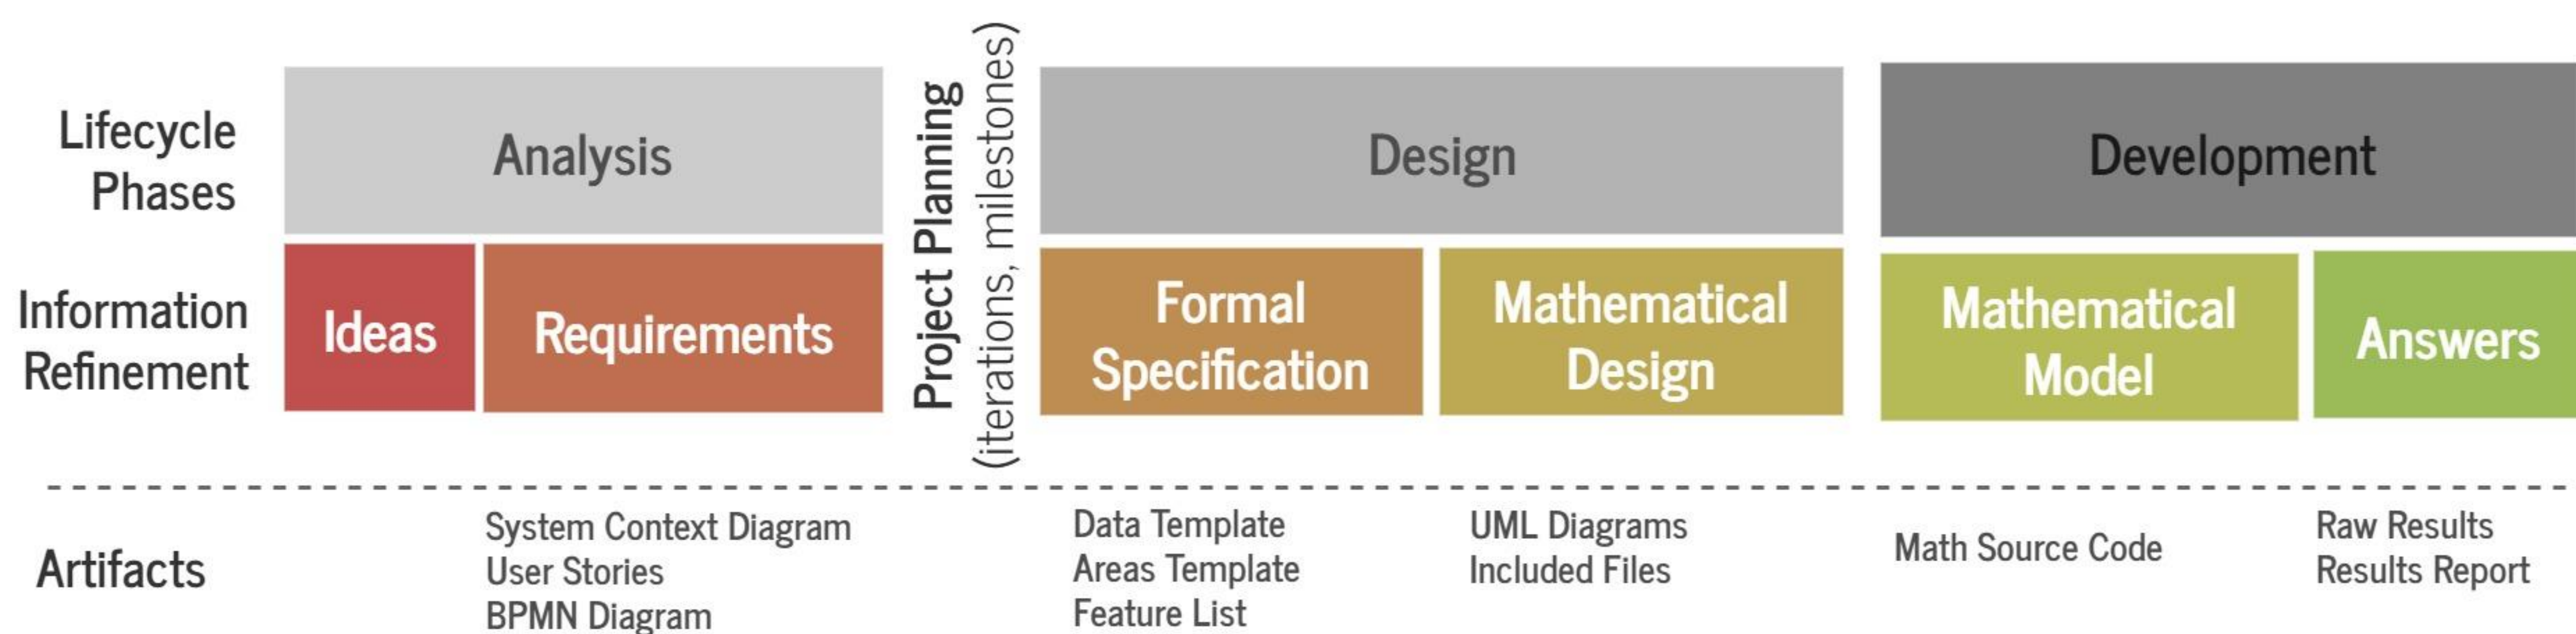 Lifecycle
Phases
Analysis
Project Planning
(iterations, milestones)
Design
Development
Information
Refinement
Ideas
Requirements
Formal
Specification
Mathematical
Design
Mathematical
Model
Answers
Artifacts
System Context Diagram
User Stories
BPMN Diagram
Data Template
Areas Template
Feature List
UML Diagrams
Included Files
Math Source Code
Raw Results
Results Report